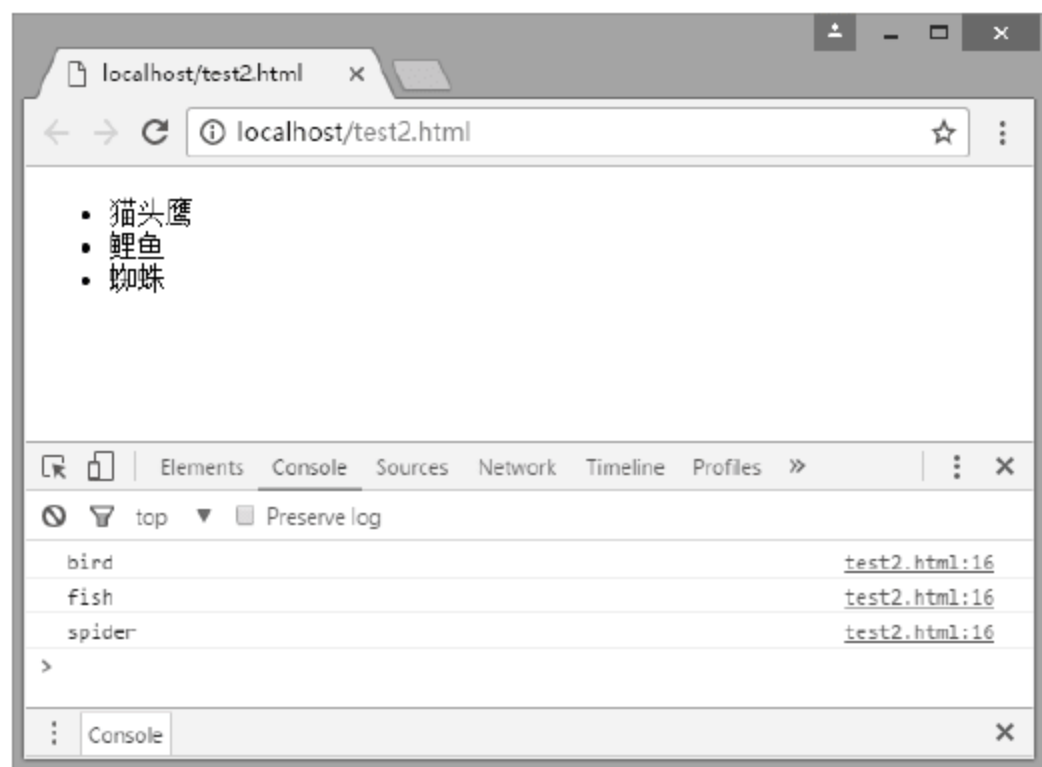 localhost/test2.html
localhost/test2.html
猫头鹰
鲤鱼
蜘蛛
Elements Console Sources Network Timeline Profiles »
top Preserve log
bird test2.html:16
fish test2.html:16
spider test2.html:16
>
Console